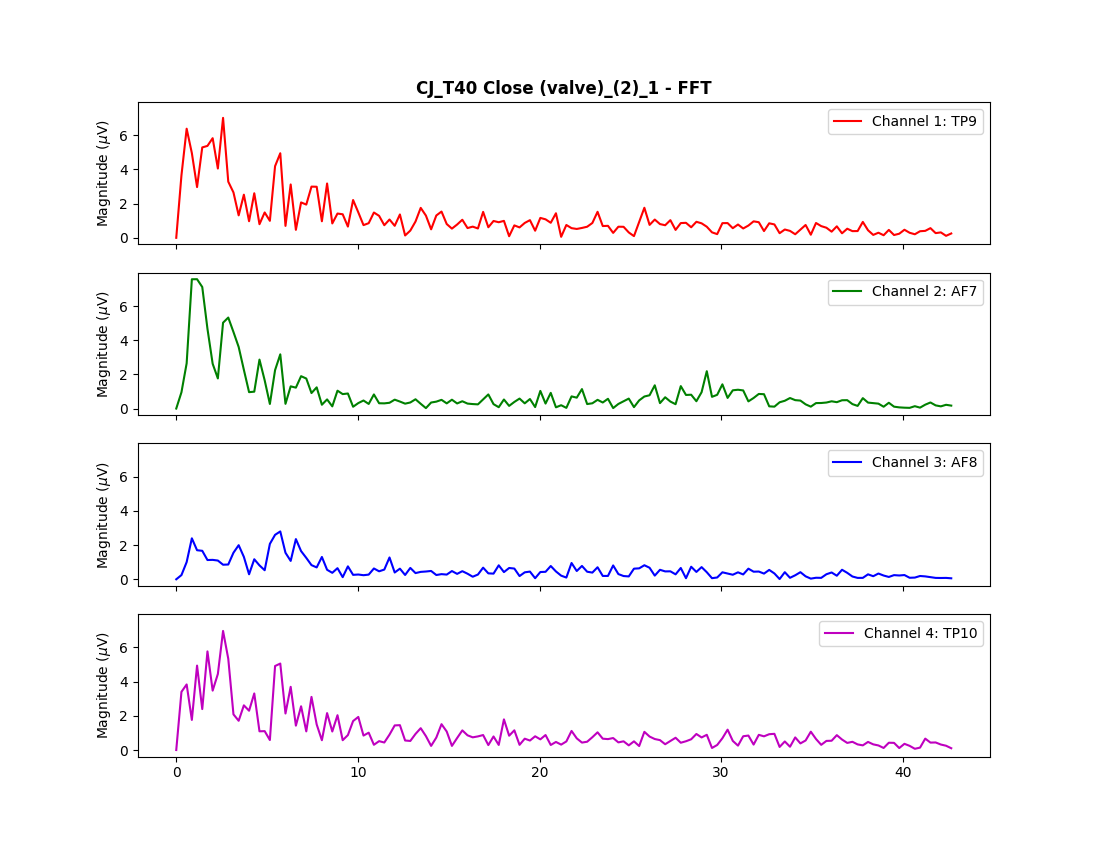 CJ_T40 Close (valve)_(2)_1 - FFT
Channel 1: TP9
Magnitude (μV)
6
4
2
0
Channel 2: AF7
Magnitude (μV)
6
4
2
0
Channel 3: AF8
Magnitude (μV)
6
4
2
0
Channel 4: TP10
Magnitude (μV)
6
4
2
0
0 10 20 30 40